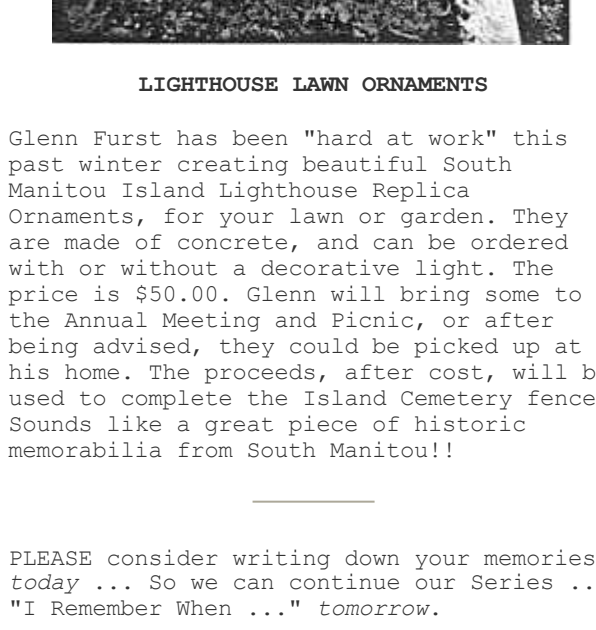 LIGHTHOUSE LAWN ORNAMENTS
Glenn Furst has been "hard at work" this
past winter creating beautiful South
Manitou Island Lighthouse Replica
Ornaments, for your lawn or garden. They
are made of concrete, and can be ordered
with or without a decorative light. The
price is $50.00. Glenn will bring some to
the Annual Meeting and Picnic, or after
being advised, they could be picked up at
his home. The proceeds, after cost, will b
used to complete the Island Cemetery fence
Sounds like a great piece of historic
memorabilia from South Manitou!!
PLEASE consider writing down your memories
today ... So we can continue our Series ..
"I Remember When ..." tomorrow.